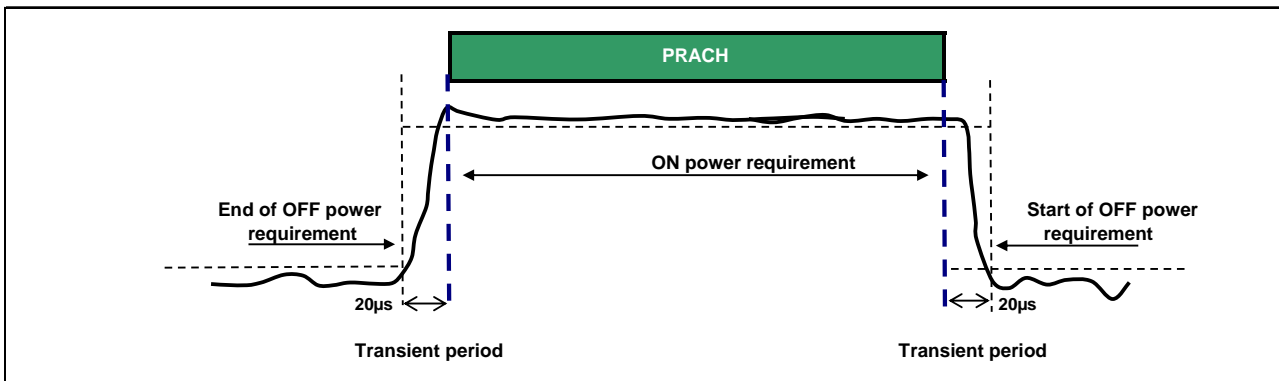 PRACH
ON power requirement
End of OFF power
requirement
Start of OFF power
requirement
20µs
20µs
Transient period
Transient period